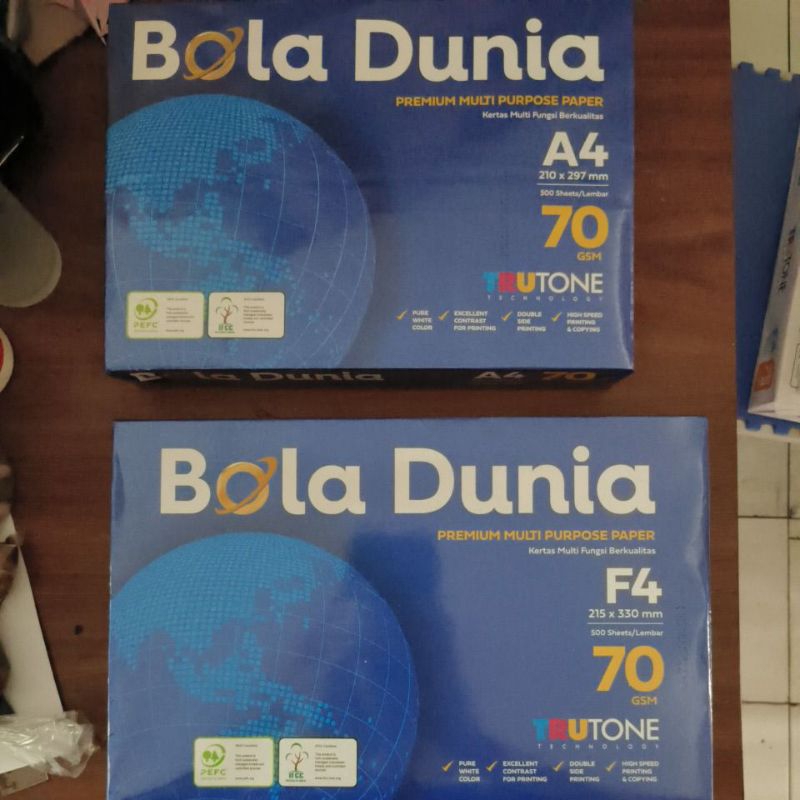 Bola Dunia
PREMIUM MULTI PURPOSE PAPER
Kertas Multi Fungsi Berkualitas
A4
210 x 297 mm
500 Sheets/Lembar
70
GSM
TRUTONE
TECHNOLOGY
PURE WHITE COLOR
EXCELLENT CONTRAST FOR PRINTING
DOUBLE SIDE PRINTING
HIGH SPEED PRINTING & COPYING
PEFC
IFCC
Bola Dunia A4 70
Bola Dunia
PREMIUM MULTI PURPOSE PAPER
Kertas Multi Fungsi Berkualitas
F4
215 x 330 mm
500 Sheets/Lembar
70
GSM
TRUTONE
TECHNOLOGY
PURE WHITE COLOR
EXCELLENT CONTRAST FOR PRINTING
DOUBLE SIDE PRINTING
HIGH SPEED PRINTING & COPYING
PEFC
IFCC